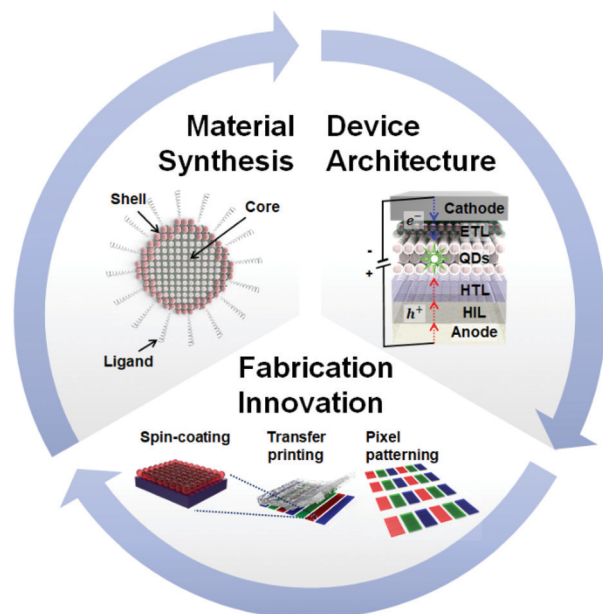 Material
Synthesis
Shell
Core
Ligand
Device
Architecture
Cathode
e⁻
ETL
-
QDs
+
HTL
h⁺
HIL
Anode
Fabrication
Innovation
Spin-coating
Transfer
printing
Pixel
patterning